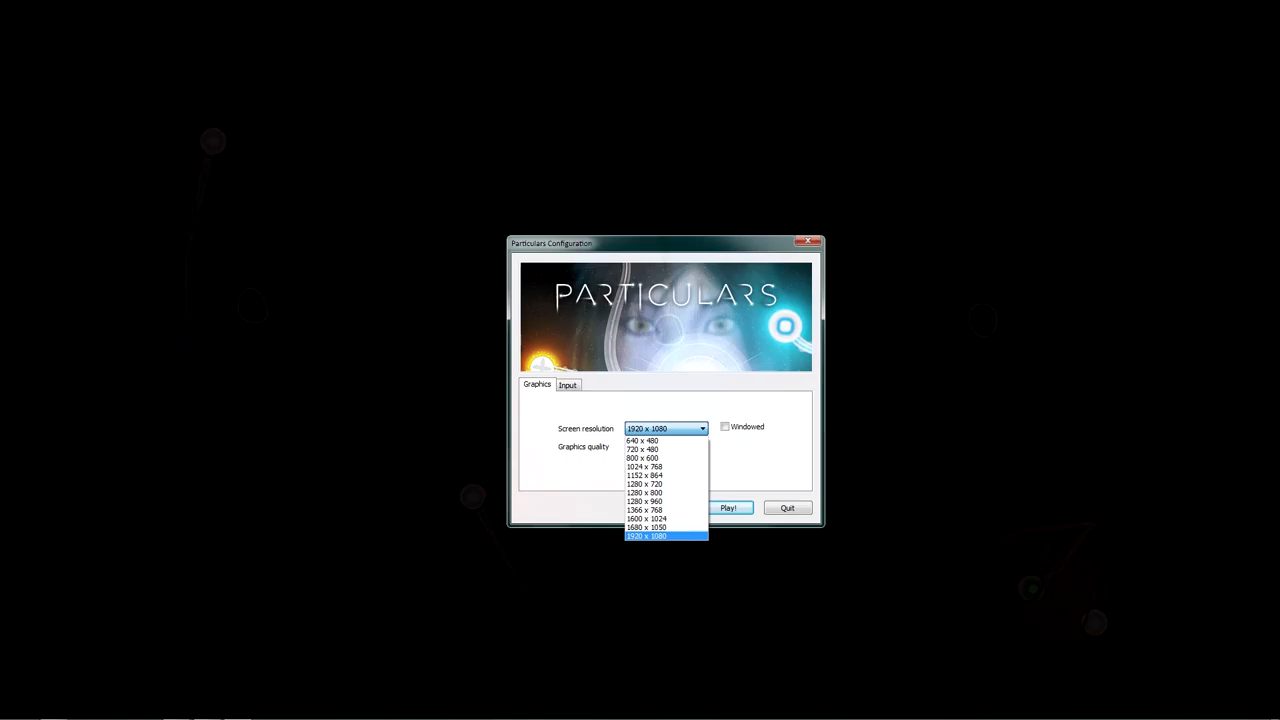 Particulars Configuration
PARTICULARS
Graphics Input
Screen resolution 1920 x 1080 Windowed
640 x 480
Graphics quality
720 x 480
800 x 600
1024 x 768
1152 x 864
1280 x 720
1280 x 800
1280 x 960
1366 x 768
Play! Quit
1600 x 1024
1680 x 1050
1920 x 1080